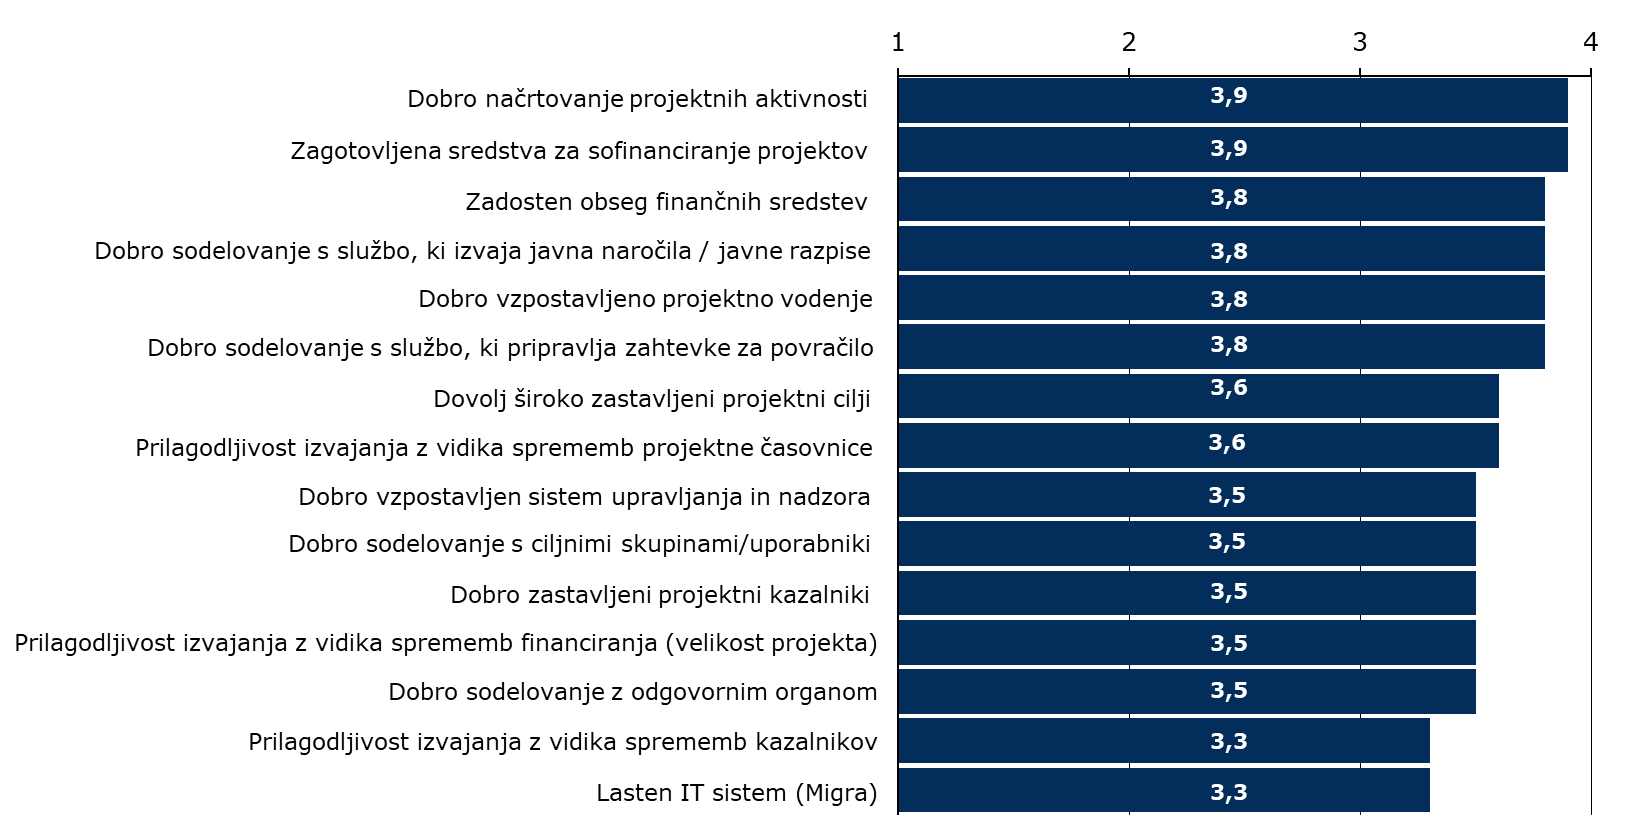 1 2 3 4
Dobro načrtovanje projektnih aktivnosti 3,9
Zagotovljena sredstva za sofinanciranje projektov 3,9
Zadosten obseg finančnih sredstev 3,8
Dobro sodelovanje s službo, ki izvaja javna naročila / javne razpise 3,8
Dobro vzpostavljeno projektno vodenje 3,8
Dobro sodelovanje s službo, ki pripravlja zahtevke za povračilo 3,8
Dovolj široko zastavljeni projektni cilji 3,6
Prilagodljivost izvajanja z vidika sprememb projektne časovnice 3,6
Dobro vzpostavljen sistem upravljanja in nadzora 3,5
Dobro sodelovanje s ciljnimi skupinami/uporabniki 3,5
Dobro zastavljeni projektni kazalniki 3,5
Prilagodljivost izvajanja z vidika sprememb financiranja (velikost projekta) 3,5
Dobro sodelovanje z odgovornim organom 3,5
Prilagodljivost izvajanja z vidika sprememb kazalnikov 3,3
Lasten IT sistem (Migra) 3,3